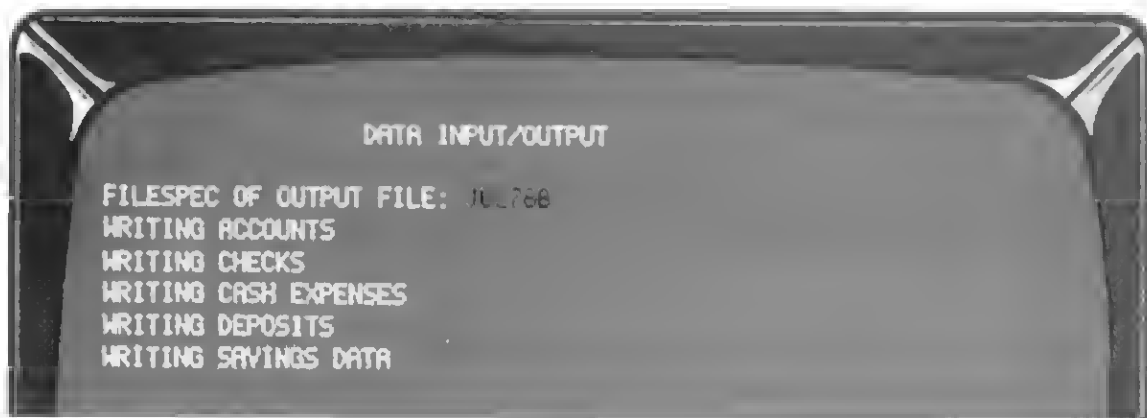 DATA INPUT/OUTPUT
FILESPEC OF OUTPUT FILE:
WRITING ACCOUNTS
WRITING CHECKS
WRITING CASH EXPENSES
WRITING DEPOSITS
WRITING SAVINGS DATA